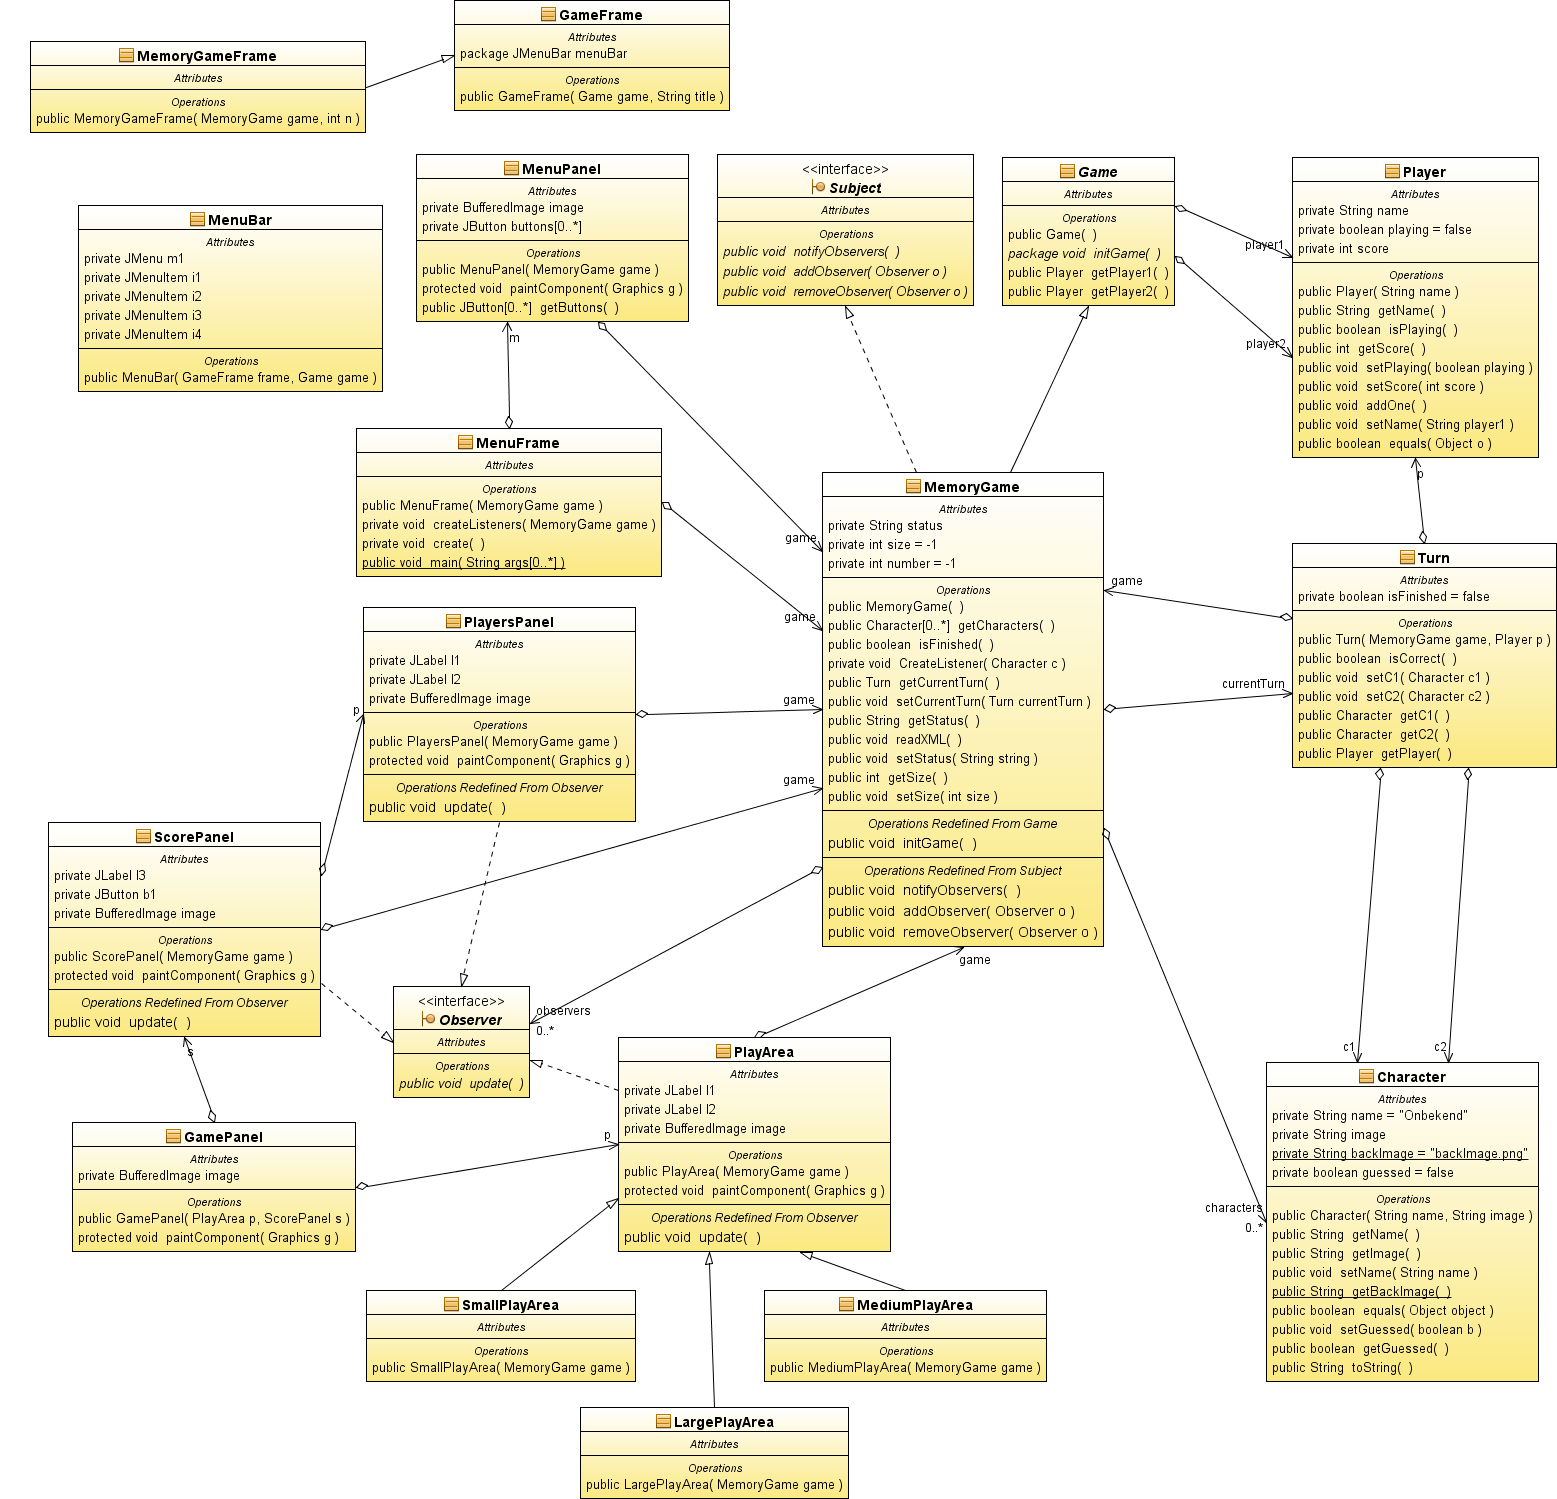 GameFrame
Attributes
package JMenuBar menuBar
Operations
public GameFrame( Game game, String title )
MemoryGameFrame
Attributes
Operations
public MemoryGameFrame( MemoryGame game, int n )
MenuPanel
Attributes
private BufferedImage image
private JButton buttons[0..*]
Operations
public MenuPanel( MemoryGame game )
protected void paintComponent( Graphics g )
public JButton[0..*] getButtons( )
<<interface>>
Subject
Attributes
Operations
public void notifyObservers( )
public void addObserver( Observer o )
public void removeObserver( Observer o )
Game
Attributes
Operations
public Game( )
package void initGame( )
public Player getPlayer1( )
public Player getPlayer2( )
player1
player2
Player
Attributes
private String name
private boolean playing = false
private int score
Operations
public Player( String name )
public String getName( )
public boolean isPlaying( )
public int getScore( )
public void setPlaying( boolean playing )
public void setScore( int score )
public void addOne( )
public void setName( String player1 )
public boolean equals( Object o )
MenuBar
Attributes
private JMenu m1
private JMenuItem i1
private JMenuItem i2
private JMenuItem i3
private JMenuItem i4
Operations
public MenuBar( GameFrame frame, Game game )
m
MenuFrame
Attributes
Operations
public MenuFrame( MemoryGame game )
private void createListeners( MemoryGame game )
private void create( )
public void main( String args[0..*] )
game
game
MemoryGame
Attributes
private String status
private int size = -1
private int number = -1
Operations
public MemoryGame( )
public Character[0..*] getCharacters( )
public boolean isFinished( )
private void CreateListener( Character c )
public Turn getCurrentTurn( )
public void setCurrentTurn( Turn currentTurn )
public String getStatus( )
public void readXML( )
public void setStatus( String string )
public int getSize( )
public void setSize( int size )
Operations Redefined From Game
public void initGame( )
Operations Redefined From Subject
public void notifyObservers( )
public void addObserver( Observer o )
public void removeObserver( Observer o )
p
game
currentTurn
Turn
Attributes
private boolean isFinished = false
Operations
public Turn( MemoryGame game, Player p )
public boolean isCorrect( )
public void setC1( Character c1 )
public void setC2( Character c2 )
public Character getC1( )
public Character getC2( )
public Player getPlayer( )
PlayersPanel
Attributes
private JLabel l1
private JLabel l2
private BufferedImage image
Operations
public PlayersPanel( MemoryGame game )
protected void paintComponent( Graphics g )
Operations Redefined From Observer
public void update( )
p
game
game
ScorePanel
Attributes
private JLabel l3
private JButton b1
private BufferedImage image
Operations
public ScorePanel( MemoryGame game )
protected void paintComponent( Graphics g )
Operations Redefined From Observer
public void update( )
<<interface>>
Observer
Attributes
Operations
public void update( )
observers
0..*
game
s
GamePanel
Attributes
private BufferedImage image
Operations
public GamePanel( PlayArea p, ScorePanel s )
protected void paintComponent( Graphics g )
p
PlayArea
Attributes
private JLabel l1
private JLabel l2
private BufferedImage image
Operations
public PlayArea( MemoryGame game )
protected void paintComponent( Graphics g )
Operations Redefined From Observer
public void update( )
c1
c2
characters
0..*
Character
Attributes
private String name = "Onbekend"
private String image
private String backImage = "backImage.png"
private boolean guessed = false
Operations
public Character( String name, String image )
public String getName( )
public String getImage( )
public void setName( String name )
public String getBackImage( )
public boolean equals( Object object )
public void setGuessed( boolean b )
public boolean getGuessed( )
public String toString( )
SmallPlayArea
Attributes
Operations
public SmallPlayArea( MemoryGame game )
MediumPlayArea
Attributes
Operations
public MediumPlayArea( MemoryGame game )
LargePlayArea
Attributes
Operations
public LargePlayArea( MemoryGame game )